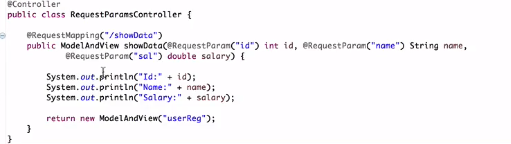 @Controller
public class RequestParamsController {
@RequestMapping("/showData")
public ModelAndView showData(@RequestParam("id") int id, @RequestParam("name") String name,
@RequestParam("sal") double salary) {
System.out.println("Id:" + id);
System.out.println("Name:" + name);
System.out.println("Salary:" + salary);
return new ModelAndView("userReg");
}
}